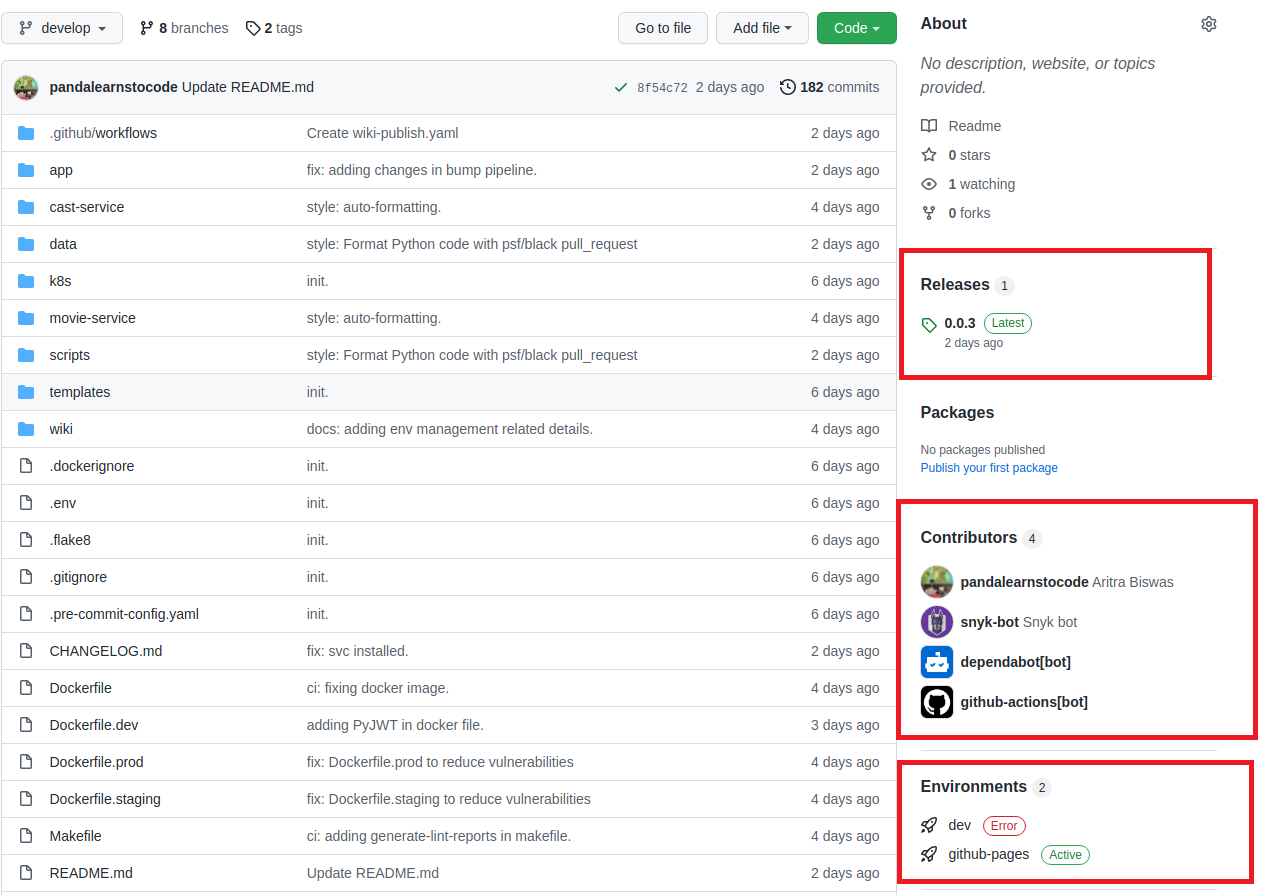 develop 8 branches 2 tags Go to file Add file Code
pandalearnstocode Update README.md 8f54c72 2 days ago 182 commits
.github/workflows Create wiki-publish.yaml 2 days ago
app fix: adding changes in bump pipeline. 2 days ago
cast-service style: auto-formatting. 4 days ago
data style: Format Python code with psf/black pull_request 2 days ago
k8s init. 6 days ago
movie-service style: auto-formatting. 4 days ago
scripts style: Format Python code with psf/black pull_request 2 days ago
templates init. 6 days ago
wiki docs: adding env management related details. 4 days ago
.dockerignore init. 6 days ago
.env init. 6 days ago
.flake8 init. 6 days ago
.gitignore init. 6 days ago
.pre-commit-config.yaml init. 6 days ago
CHANGELOG.md fix: svc installed. 2 days ago
Dockerfile ci: fixing docker image. 4 days ago
Dockerfile.dev adding PyJWT in docker file. 3 days ago
Dockerfile.prod fix: Dockerfile.prod to reduce vulnerabilities 4 days ago
Dockerfile.staging fix: Dockerfile.staging to reduce vulnerabilities 4 days ago
Makefile ci: adding generate-lint-reports in makefile. 4 days ago
README.md Update README.md 2 days ago
About
No description, website, or topics
provided.
Readme
0 stars
1 watching
0 forks
Releases 1
0.0.3 Latest
2 days ago
Packages
No packages published
Publish your first package
Contributors 4
pandalearnstocode Aritra Biswas
snyk-bot Snyk bot
dependabot[bot]
github-actions[bot]
Environments 2
dev Error
github-pages Active